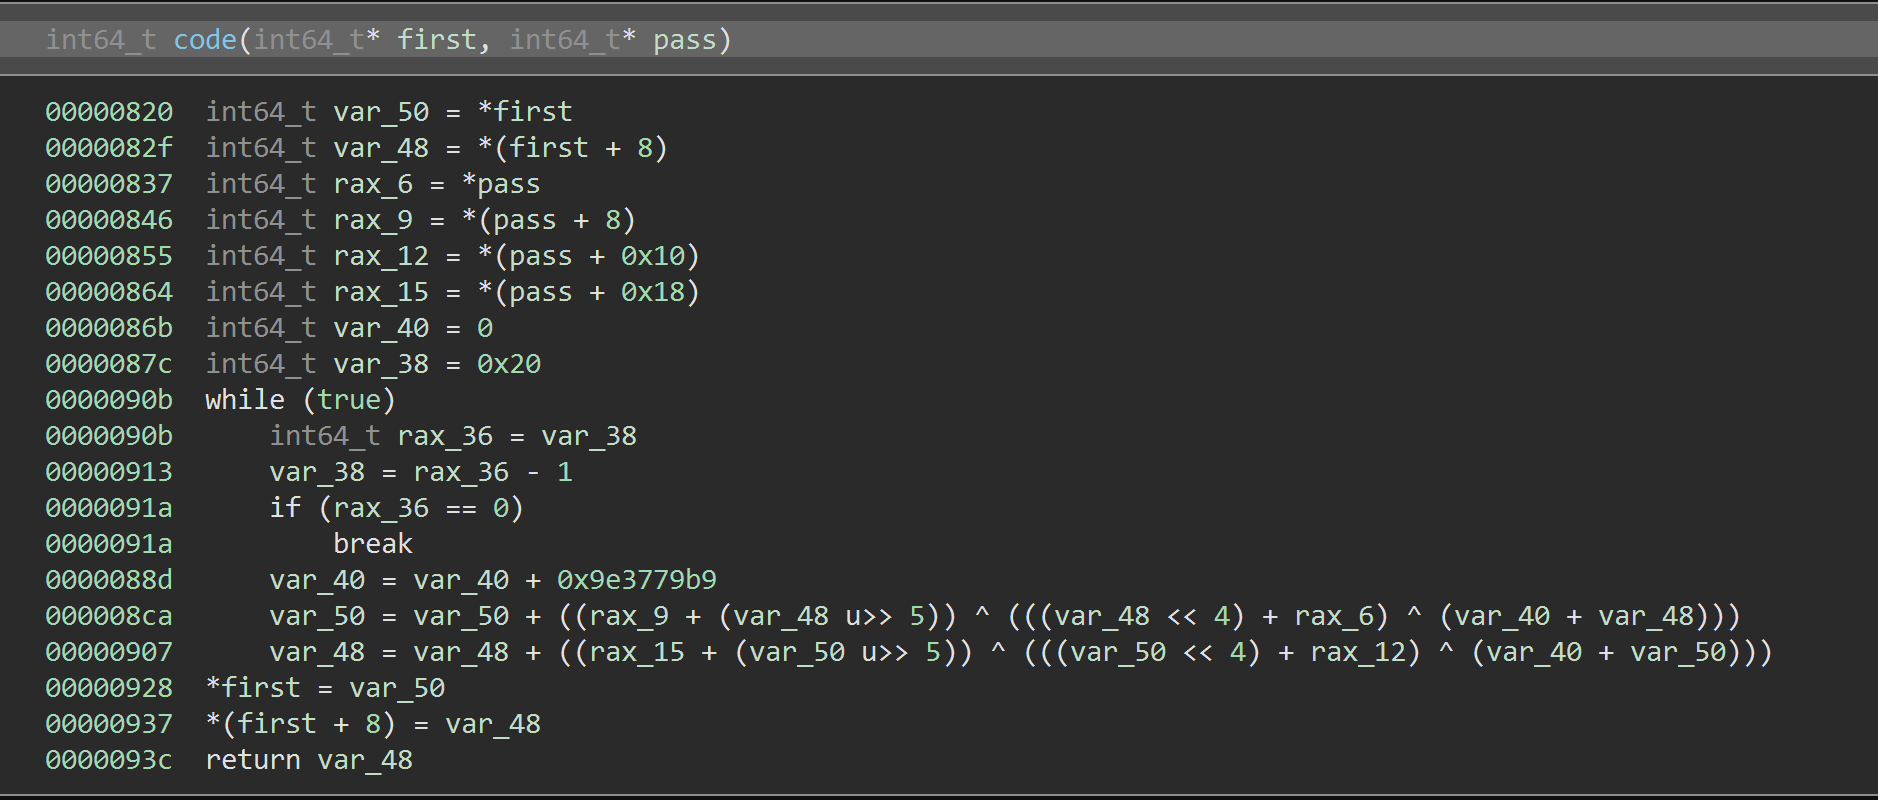 int64_t code(int64_t* first, int64_t* pass)
00000820  int64_t var_50 = *first
0000082f  int64_t var_48 = *(first + 8)
00000837  int64_t rax_6 = *pass
00000846  int64_t rax_9 = *(pass + 8)
00000855  int64_t rax_12 = *(pass + 0x10)
00000864  int64_t rax_15 = *(pass + 0x18)
0000086b  int64_t var_40 = 0
0000087c  int64_t var_38 = 0x20
0000090b  while (true)
0000090b      int64_t rax_36 = var_38
00000913      var_38 = rax_36 - 1
0000091a      if (rax_36 == 0)
0000091a          break
0000088d      var_40 = var_40 + 0x9e3779b9
000008ca      var_50 = var_50 + ((rax_9 + (var_48 u>> 5)) ^ (((var_48 << 4) + rax_6) ^ (var_40 + var_48)))
00000907      var_48 = var_48 + ((rax_15 + (var_50 u>> 5)) ^ (((var_50 << 4) + rax_12) ^ (var_40 + var_50)))
00000928  *first = var_50
00000937  *(first + 8) = var_48
0000093c  return var_48